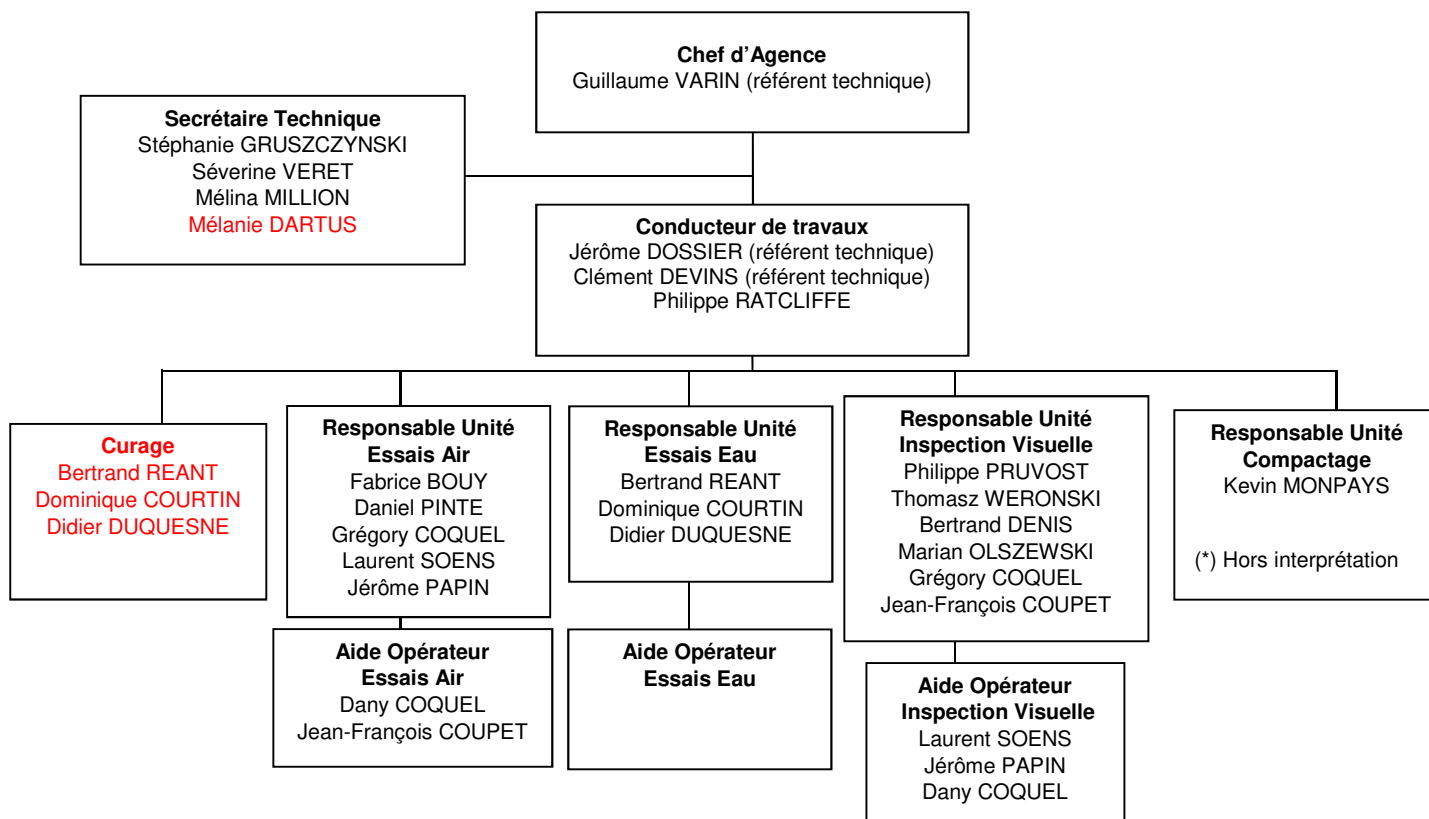 Chef d'Agence
Guillaume VARIN (référent technique)
Secrétaire Technique
Stéphanie GRUSZCZYNSKI
Séverine VERET
Mélina MILLION
Mélanie DARTUS
Conducteur de travaux
Jérôme DOSSIER (référent technique)
Clément DEVINS (référent technique)
Philippe RATCLIFFE
Curage
Bertrand REANT
Dominique COURTIN
Didier DUQUESNE
Responsable Unité
Essais Air
Fabrice BOUY
Daniel PINTE
Grégory COQUEL
Laurent SOENS
Jérôme PAPIN
Responsable Unité
Essais Eau
Bertrand REANT
Dominique COURTIN
Didier DUQUESNE
Responsable Unité
Inspection Visuelle
Philippe PRUVOST
Thomasz WERONSKI
Bertrand DENIS
Marian OLSZEWSKI
Grégory COQUEL
Jean-François COUPET
Responsable Unité
Compactage
Kevin MONPAYS
(*) Hors interprétation
Aide Opérateur
Essais Air
Dany COQUEL
Jean-François COUPET
Aide Opérateur
Essais Eau
Aide Opérateur
Inspection Visuelle
Laurent SOENS
Jérôme PAPIN
Dany COQUEL